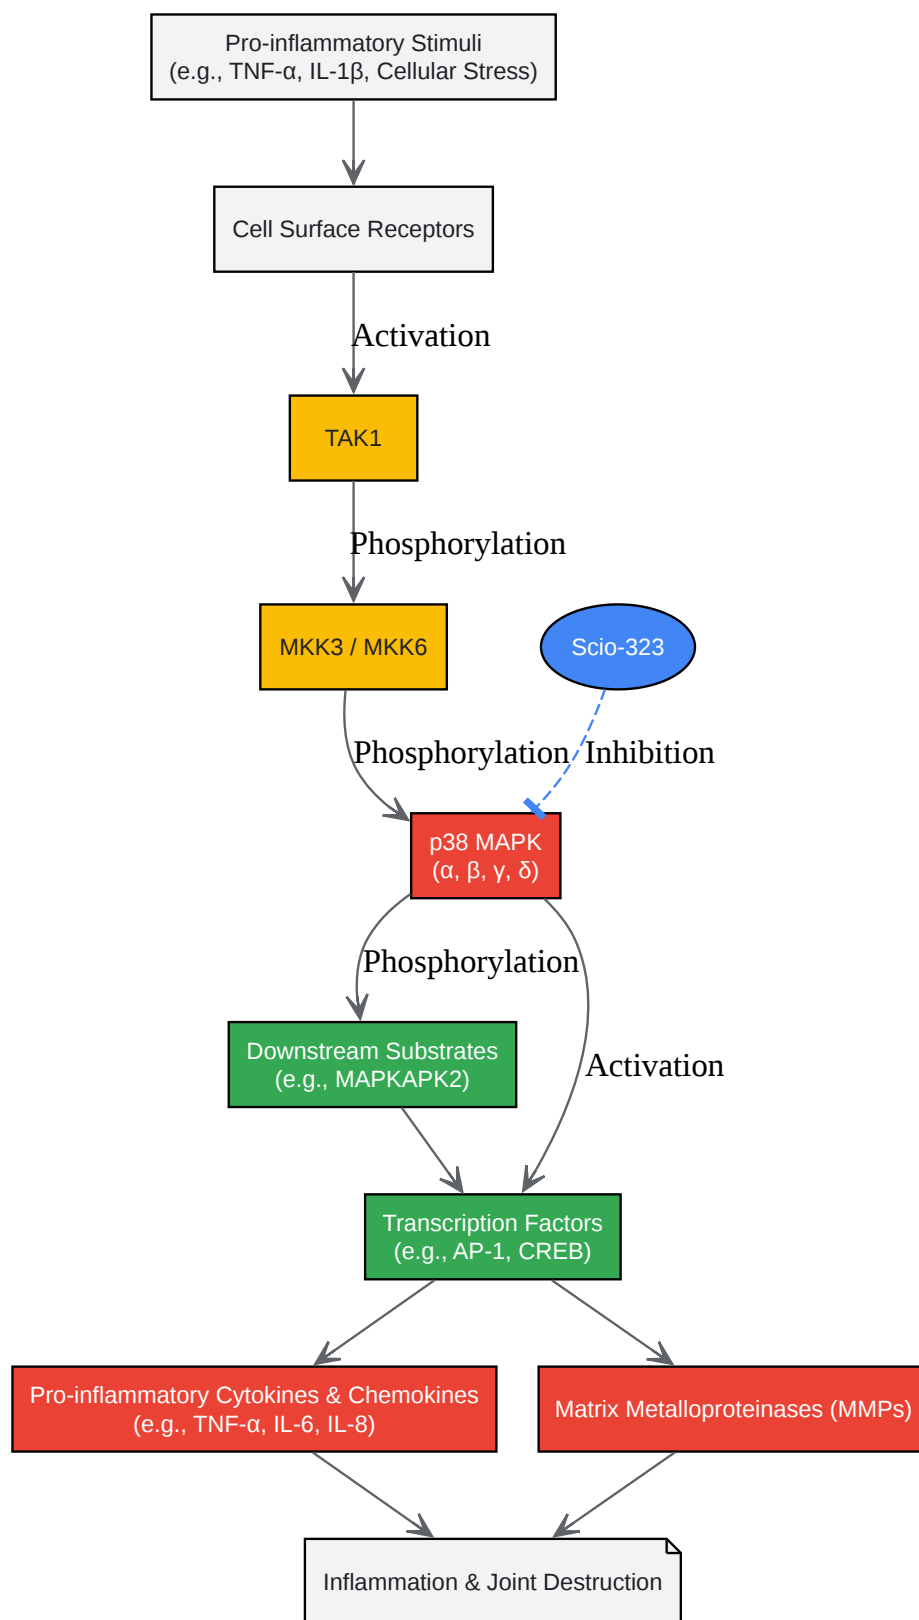 Pro-inflammatory Stimuli
(e.g., TNF-α, IL-1β, Cellular Stress)
Cell Surface Receptors
Activation
TAK1
Phosphorylation
MKK3 / MKK6
Scio-323
Phosphorylation
Inhibition
p38 MAPK
(α, β, γ, δ)
Phosphorylation
Downstream Substrates
(e.g., MAPKAPK2)
Activation
Transcription Factors
(e.g., AP-1, CREB)
Pro-inflammatory Cytokines & Chemokines
(e.g., TNF-α, IL-6, IL-8)
Matrix Metalloproteinases (MMPs)
Inflammation & Joint Destruction